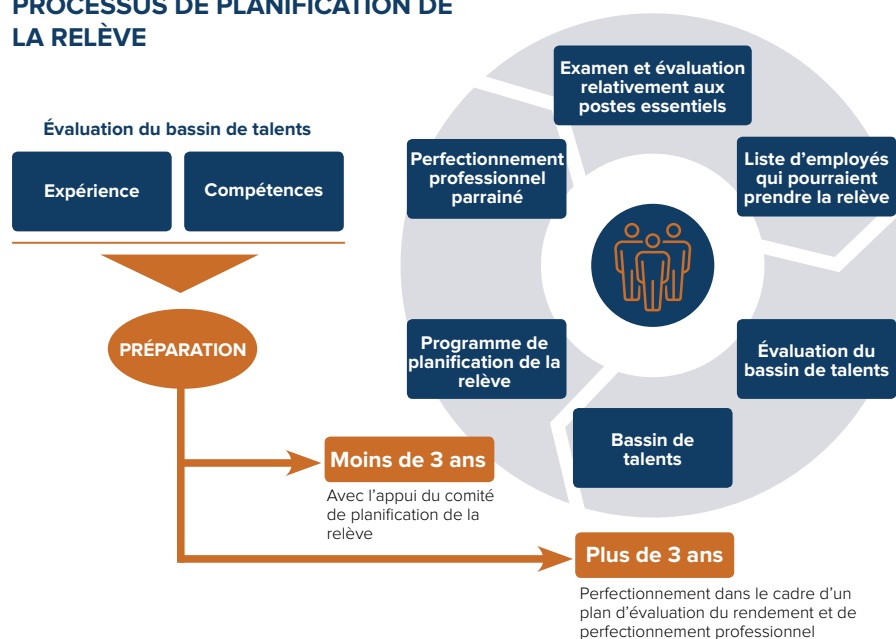 PROCESSUS DE PLANIFICATION DE
LA RELÈVE
Évaluation du bassin de talents
Expérience
Compétences
PRÉPARATION
Moins de 3 ans
Avec l’appui du comité
de planification de la
relève
Plus de 3 ans
Perfectionnement dans le cadre d’un
plan d’évaluation du rendement et de
perfectionnement professionnel
Examen et évaluation
relativement aux
postes essentiels
Liste d’employés
qui pourraient
prendre la relève
Évaluation du
bassin de talents
Bassin de
talents
Programme de
planification de la
relève
Perfectionnement
professionnel
parrainé